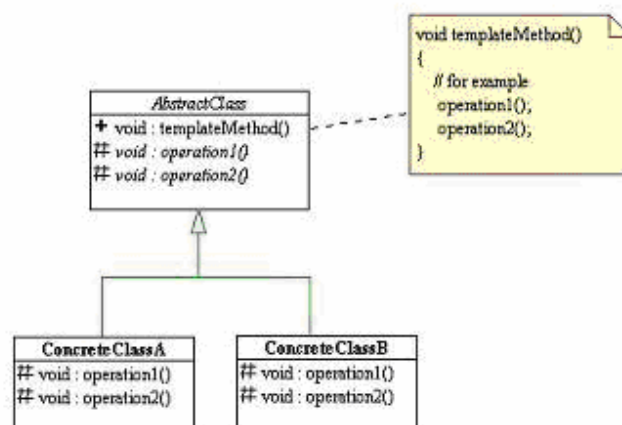 void templateMethod()
{
// for example
operation1();
operation2();
}
AbstractClass
+ void : templateMethod()
# void : operation1()
# void : operation2()
ConcreteClassA
# void : operation1()
# void : operation2()
ConcreteClassB
# void : operation1()
# void : operation2()